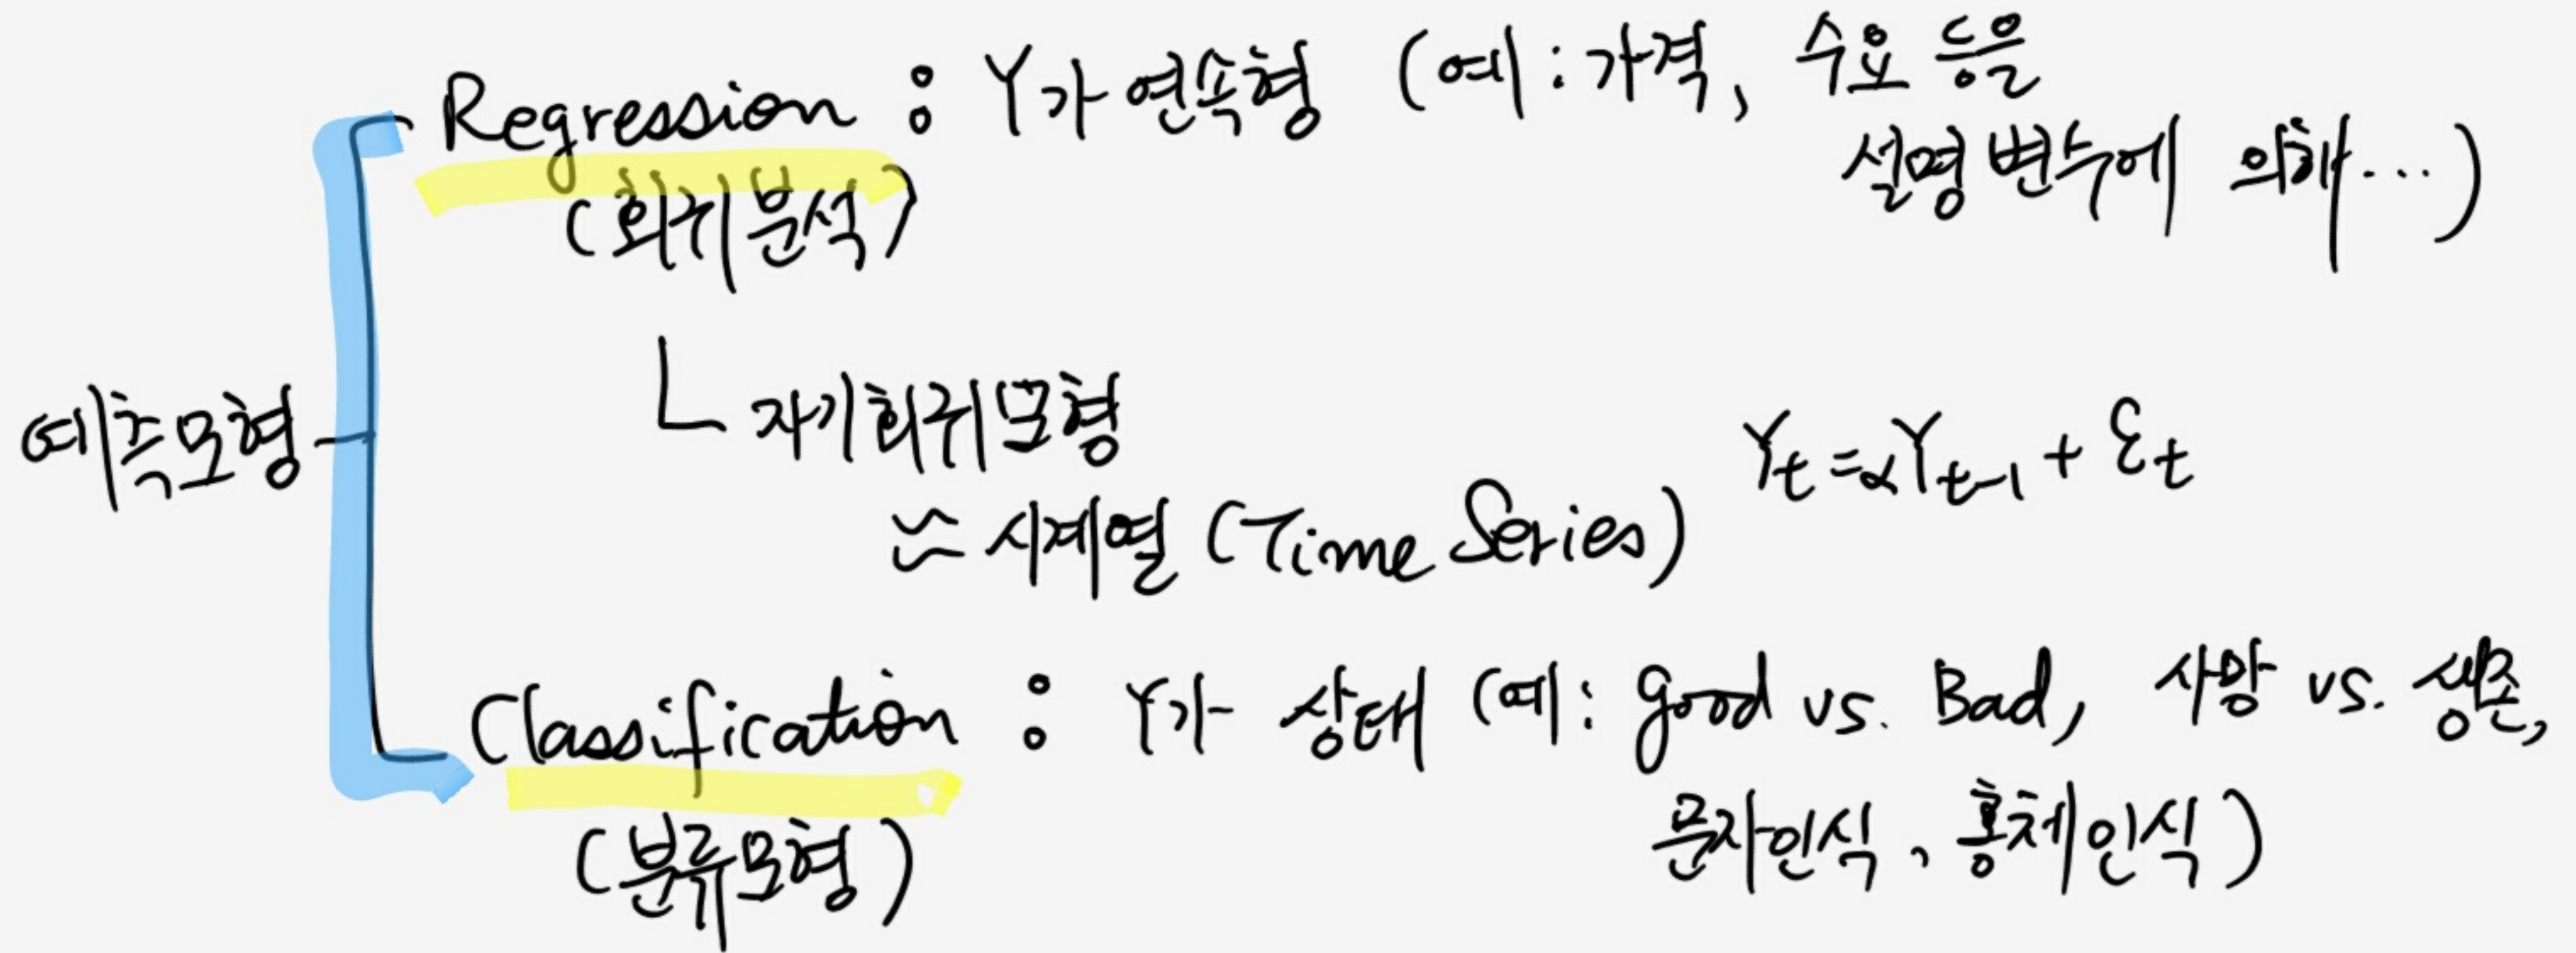 Regression : Y가 연속형 (예: 가격, 수요 등을
설명변수에 의해...)
(회귀분석)
예측모형
자기회귀모형
≈ 시계열 (Time Series)
Yt = αYt-1 + εt
Classification : Y가 상태 (예: good vs. Bad, 사망 vs. 생존,
문자인식, 홍채인식)
(분류모형)